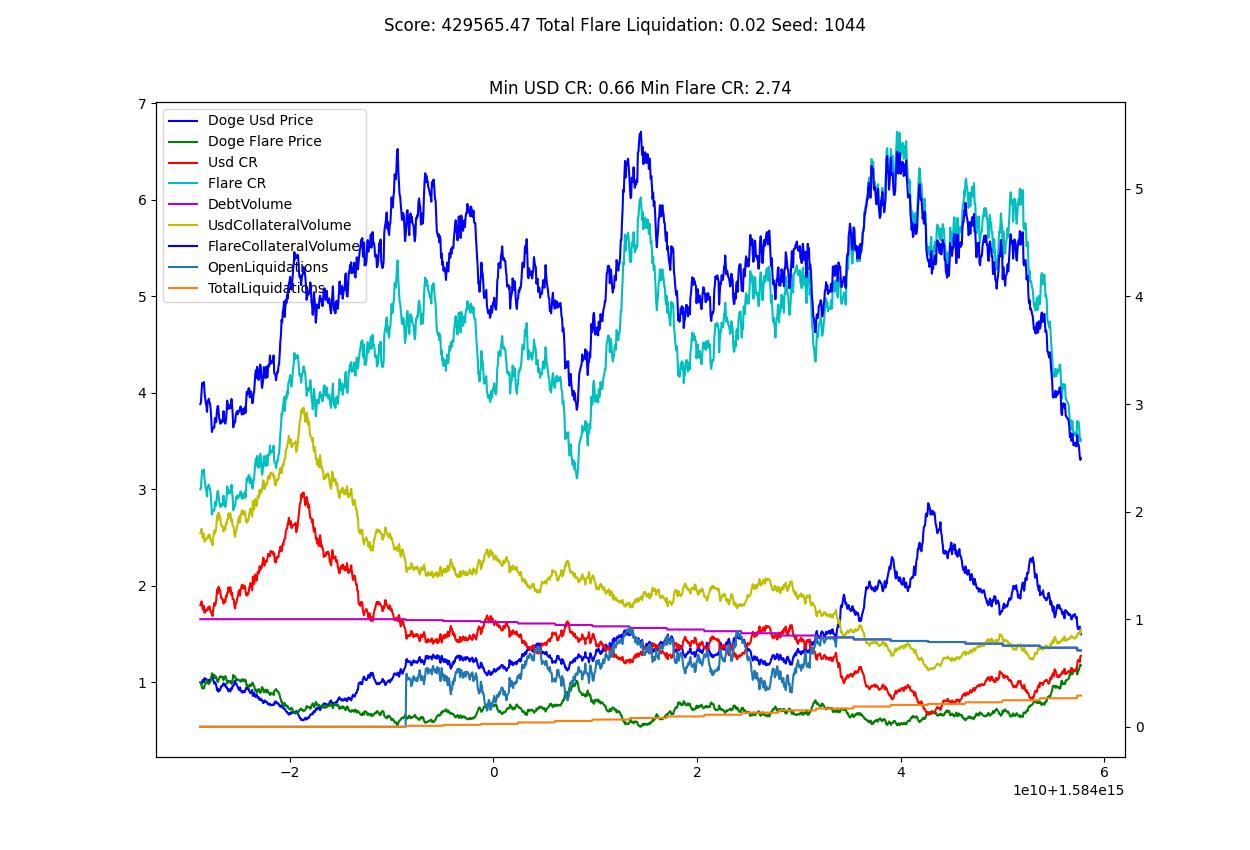 Score: 429565.47 Total Flare Liquidation: 0.02 Seed: 1044
Min USD CR: 0.66 Min Flare CR: 2.74
Doge Usd Price
Doge Flare Price
Usd CR
Flare CR
DebtVolume
UsdCollateralVolume
FlareCollateralVolume
OpenLiquidations
TotalLiquidations
7
6
5
4
3
2
1
5
4
3
2
1
0
−2
0
2
4
6
1e10+1.584e15